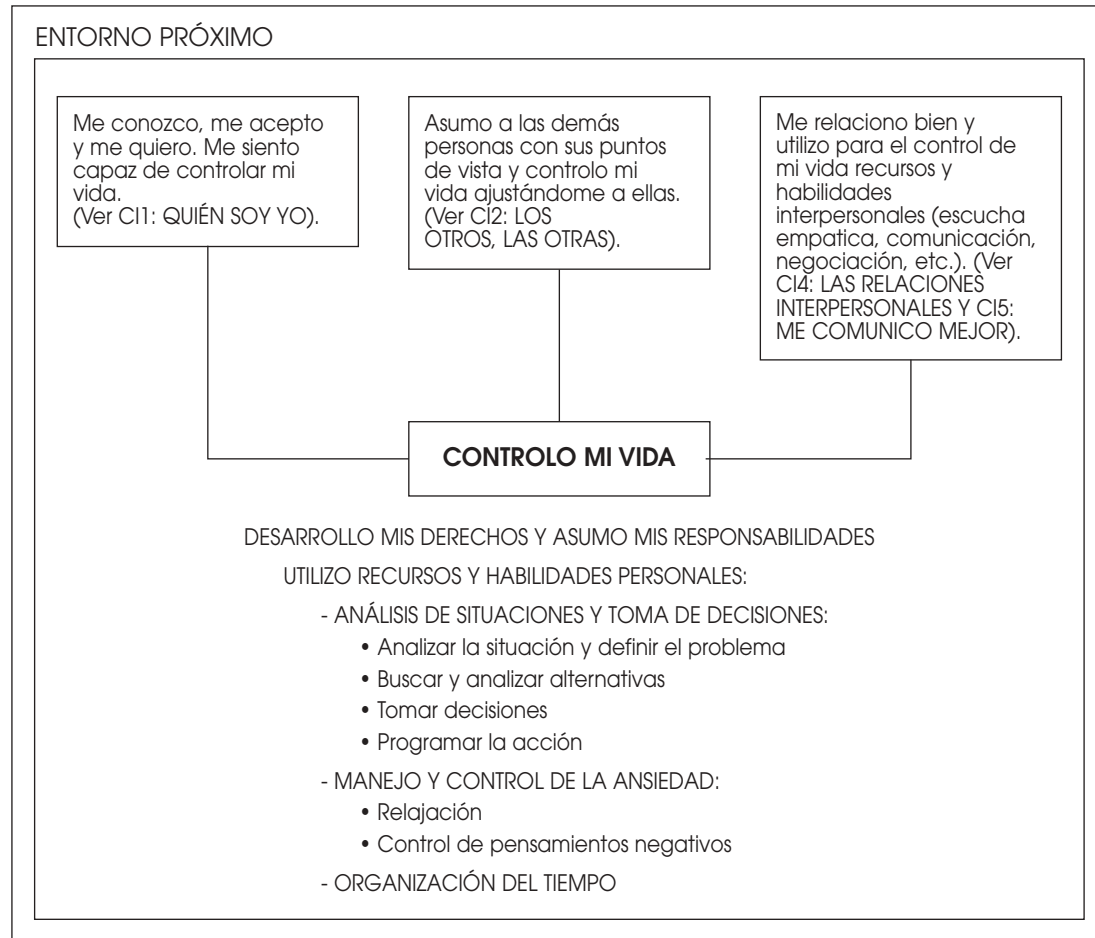 ENTORNO PRÓXIMO
Me conozco, me acepto
y me quiero. Me siento
capaz de controlar mi
vida.
(Ver CI1: QUIÉN SOY YO).
Asumo a las demás
personas con sus puntos
de vista y controlo mi
vida ajustándome a ellas.
(Ver CI2: LOS
OTROS, LAS OTRAS).
Me relaciono bien y
utilizo para el control de
mi vida recursos y
habilidades
interpersonales (escucha
empatica, comunicación,
negociación, etc.). (Ver
CI4: LAS RELACIONES
INTERPERSONALES Y CI5:
ME COMUNICO MEJOR).
CONTROLO MI VIDA
DESARROLLO MIS DERECHOS Y ASUMO MIS RESPONSABILIDADES
UTILIZO RECURSOS Y HABILIDADES PERSONALES:
- ANÁLISIS DE SITUACIONES Y TOMA DE DECISIONES:
• Analizar la situación y definir el problema
• Buscar y analizar alternativas
• Tomar decisiones
• Programar la acción
- MANEJO Y CONTROL DE LA ANSIEDAD:
• Relajación
• Control de pensamientos negativos
- ORGANIZACIÓN DEL TIEMPO